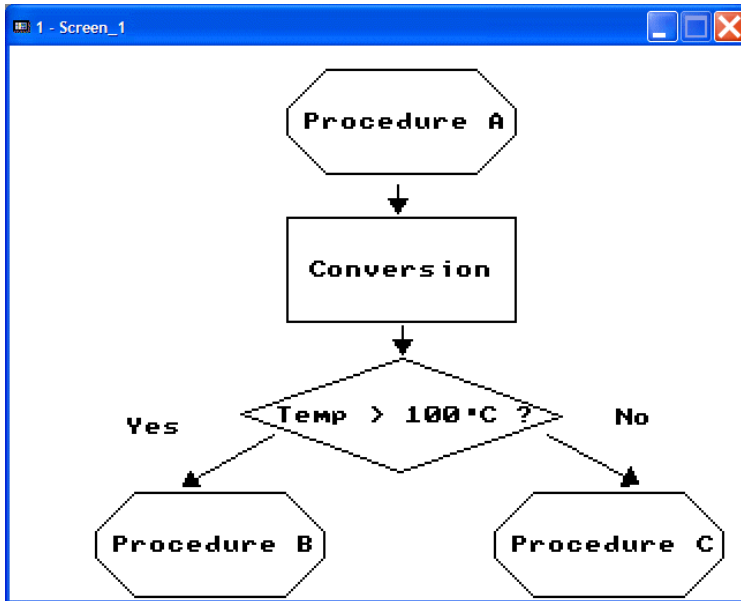 1 - Screen_1
Procedure A
Conversion
Temp > 100°C ?
Yes
No
Procedure B
Procedure C